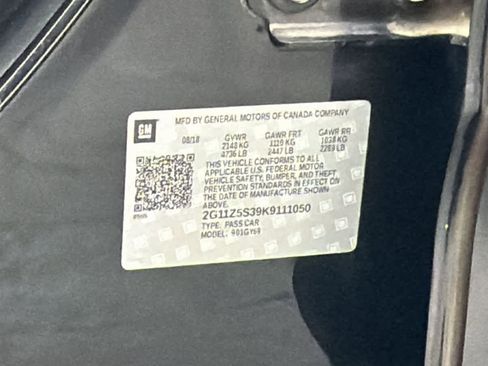 MFD BY GENERAL MOTORS OF CANADA COMPANY
GM
08/18 GVWR GAWR FRT GAWR RR
2148 KG 1110 KG 1038 KG
4736 LB 2447 LB 2289 LB
THIS VEHICLE CONFORMS TO ALL
APPLICABLE U.S. FEDERAL MOTOR
VEHICLE SAFETY, BUMPER, AND THEFT
PREVENTION STANDARDS IN EFFECT ON
THE DATE OF MANUFACTURE SHOWN
ABOVE.
2G11Z5S39K9111050
TYPE: PASS CAR
MODEL: 9G1GY69